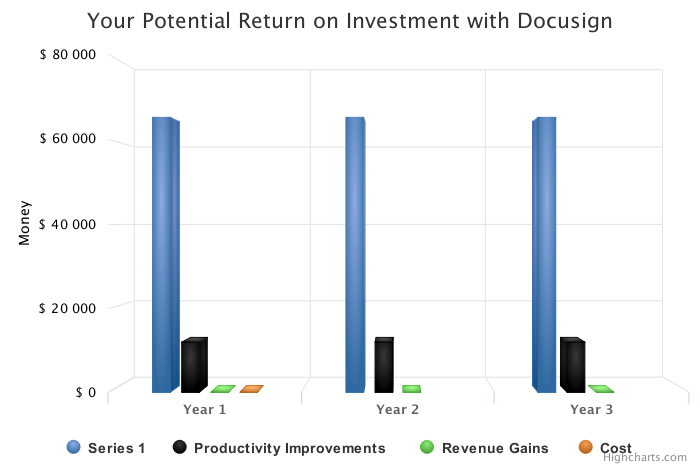 Your Potential Return on Investment with Docusign
$ 80 000
$ 60 000
$ 40 000
$ 20 000
$ 0
Money
Year 1 Year 2 Year 3
Series 1 Productivity Improvements Revenue Gains Cost
Highcharts.com